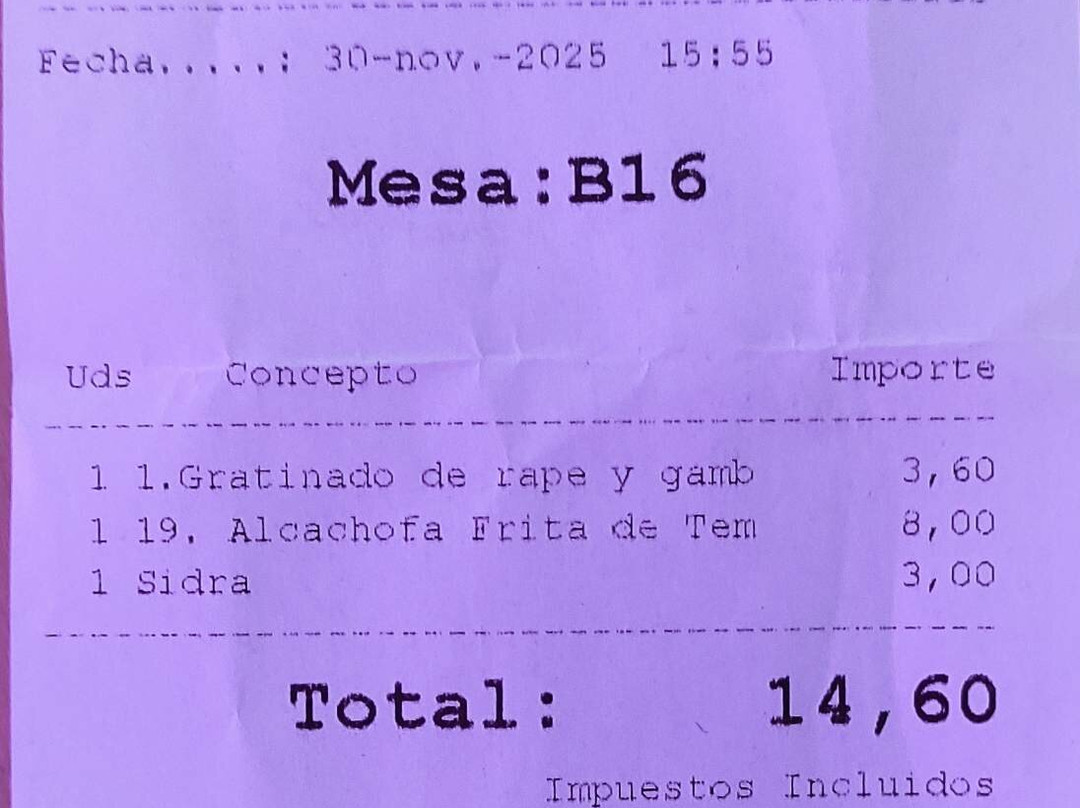 Fecha.....: 30-nov.-2025 15:55
Mesa:B16
Uds Concepto Importe
1 1.Gratinado de rape y gamb 3,60
1 19. Alcachofa Frita de Tem 8,00
1 Sidra 3,00
Total: 14,60
Impuestos Incluidos